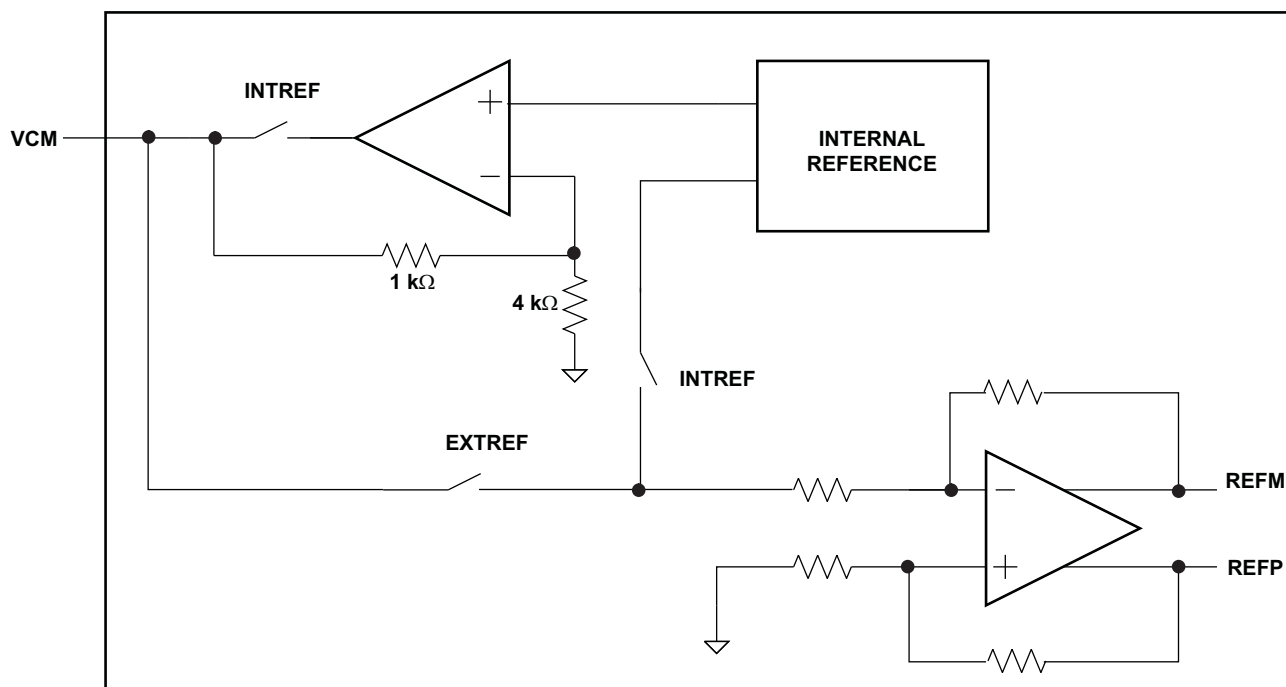 INTREF
VCM
+
−
INTERNAL
REFERENCE
1 kΩ
4 kΩ
INTREF
EXTREF
−
+
REFM
REFP